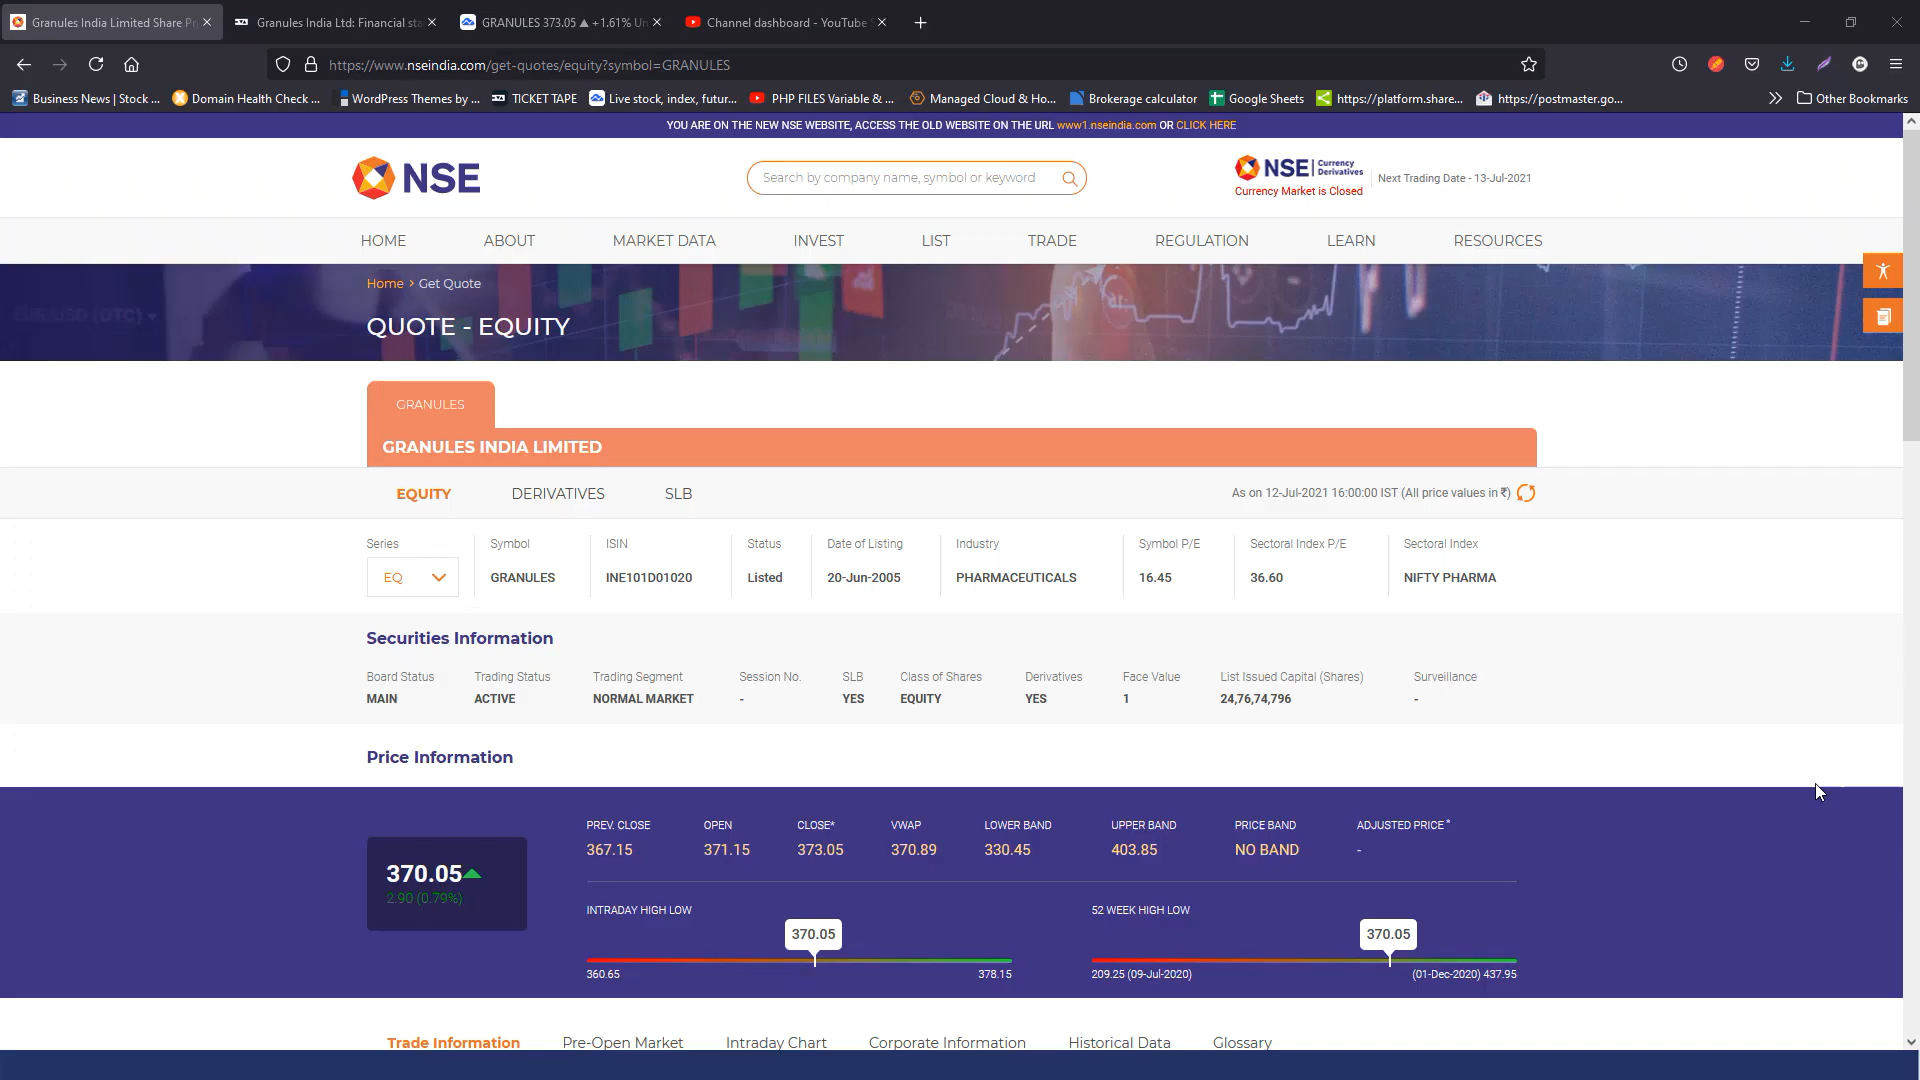 Granules India Limited Share Pr
Granules India Ltd: Financial sta
GRANULES 373.05 ▲ +1.61% Un
Channel dashboard - YouTube S
https://www.nseindia.com/get-quotes/equity?symbol=GRANULES
Business News | Stock ...
Domain Health Check ...
WordPress Themes by ...
TICKET TAPE
Live stock, index, futur...
PHP FILES Variable & ...
Managed Cloud & Ho...
Brokerage calculator
Google Sheets
https://platform.share...
https://postmaster.go...
Other Bookmarks
YOU ARE ON THE NEW NSE WEBSITE, ACCESS THE OLD WEBSITE ON THE URL www1.nseindia.com OR CLICK HERE
NSE
Search by company name, symbol or keyword
NSE | Currency Derivatives
Currency Market is Closed
Next Trading Date - 13-Jul-2021
HOME ABOUT MARKET DATA INVEST LIST TRADE REGULATION LEARN RESOURCES
Home > Get Quote
QUOTE - EQUITY
GRANULES
GRANULES INDIA LIMITED
EQUITY DERIVATIVES SLB
As on 12-Jul-2021 16:00:00 IST (All price values in ₹)
Series Symbol ISIN Status Date of Listing Industry Symbol P/E Sectoral Index P/E Sectoral Index
EQ GRANULES INE101D01020 Listed 20-Jun-2005 PHARMACEUTICALS 16.45 36.60 NIFTY PHARMA
Securities Information
Board Status Trading Status Trading Segment Session No. SLB Class of Shares Derivatives Face Value List Issued Capital (Shares) Surveillance
MAIN ACTIVE NORMAL MARKET - YES EQUITY YES 1 24,76,74,796 -
Price Information
PREV. CLOSE OPEN CLOSE* VWAP LOWER BAND UPPER BAND PRICE BAND ADJUSTED PRICE *
367.15 371.15 373.05 370.89 330.45 403.85 NO BAND -
370.05
2.90 (0.79%)
INTRADAY HIGH LOW
370.05
360.65 378.15
52 WEEK HIGH LOW
370.05
209.25 (09-Jul-2020) (01-Dec-2020) 437.95
Trade Information Pre-Open Market Intraday Chart Corporate Information Historical Data Glossary